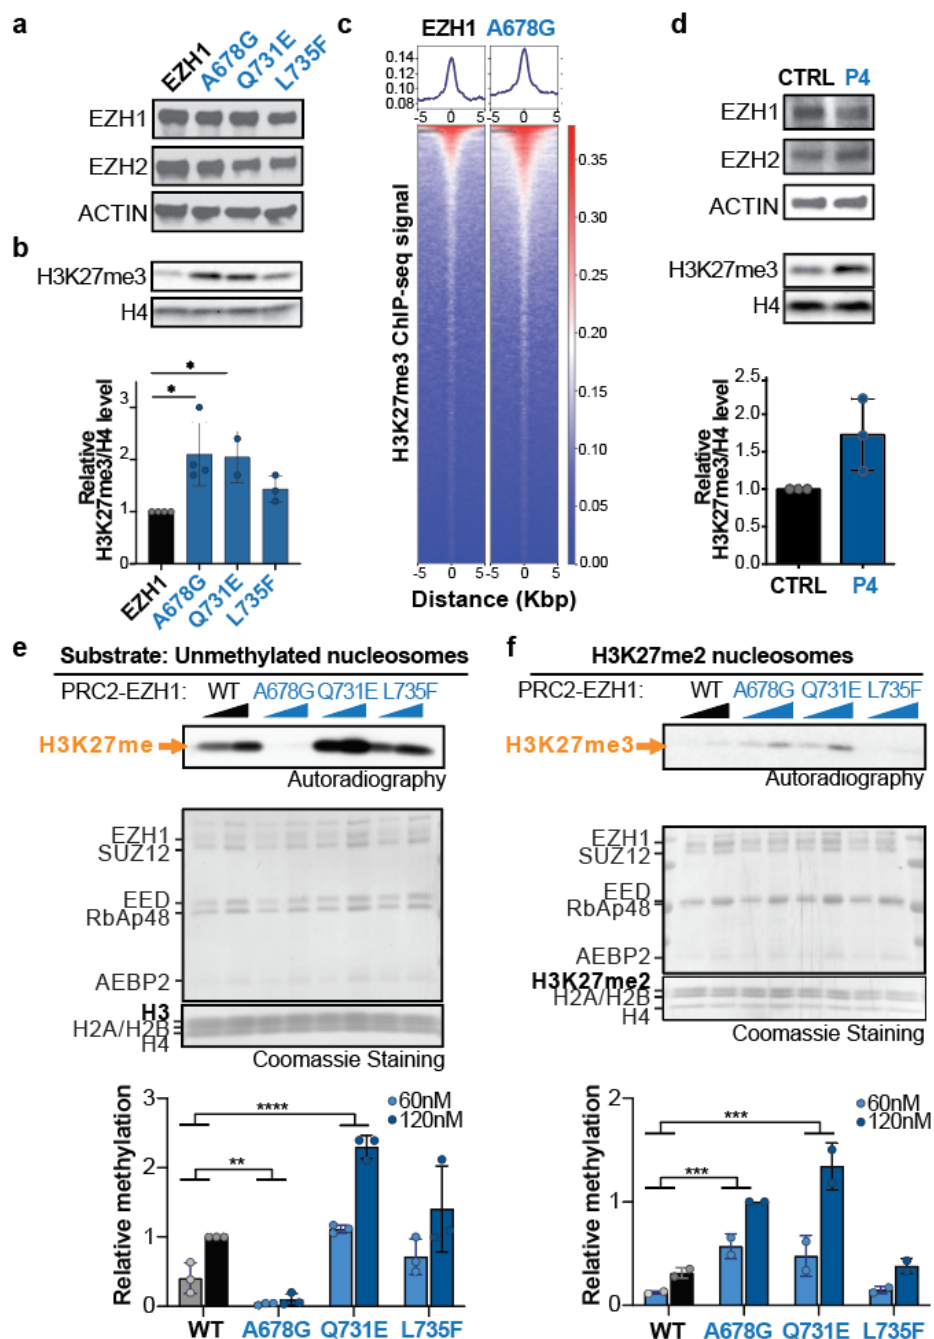 a
EZH1
A678G
Q731E
L735F
EZH1
EZH2
ACTIN
b
H3K27me3
H4
*
*
Relative
H3K27me3/H4 level
3
2
1
0
EZH1
A678G
Q731E
L735F
c
EZH1 A678G
0.14
0.12
0.10
0.08
-5 0 5 -5 0 5
H3K27me3 ChIP-seq signal
0.35
0.30
0.25
0.20
0.15
0.10
0.05
0.00
-5 0 5 -5 0 5
Distance (Kbp)
d
CTRL P4
EZH1
EZH2
ACTIN
H3K27me3
H4
Relative
H3K27me3/H4 level
2.5
2.0
1.5
1.0
0.5
0.0
CTRL P4
e
Substrate: Unmethylated nucleosomes
PRC2-EZH1: WT A678G Q731E L735F
H3K27me
Autoradiography
EZH1
SUZ12
EED
RbAp48
AEBP2
H3
H2A/H2B
H4
Coomassie Staining
Relative methylation
3
2
1
0
****
**
60nM
120nM
WT A678G Q731E L735F
f
H3K27me2 nucleosomes
PRC2-EZH1: WT A678G Q731E L735F
H3K27me3
Autoradiography
EZH1
SUZ12
EED
RbAp48
AEBP2
H3K27me2
H2A/H2B
H4
Coomassie Staining
Relative methylation
2
1
0
***
***
60nM
120nM
WT A678G Q731E L735F